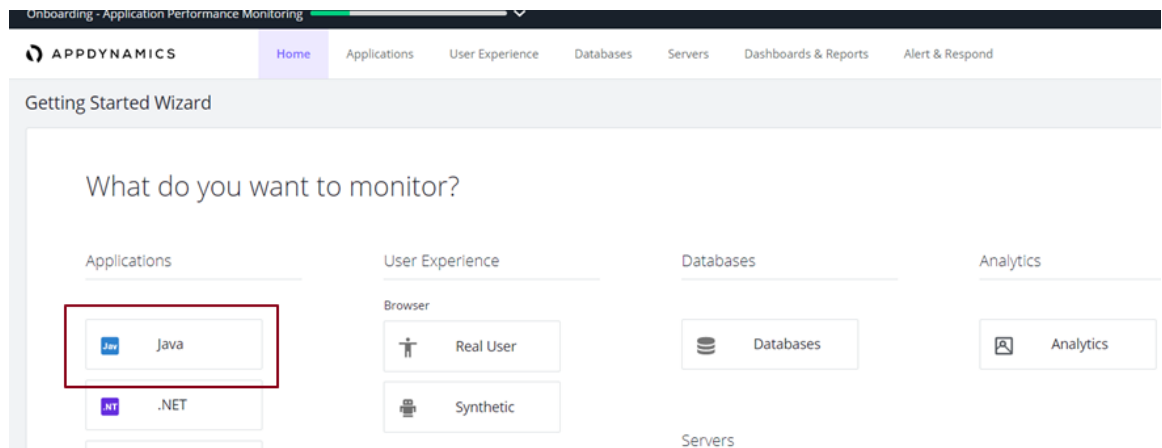 Onboarding - Application Performance Monitoring
APPDYNAMICS Home Applications User Experience Databases Servers Dashboards & Reports Alert & Respond
Getting Started Wizard
What do you want to monitor?
Applications User Experience Databases Analytics
Browser
Jav Java Real User Databases Analytics
.NT .NET Synthetic
Servers